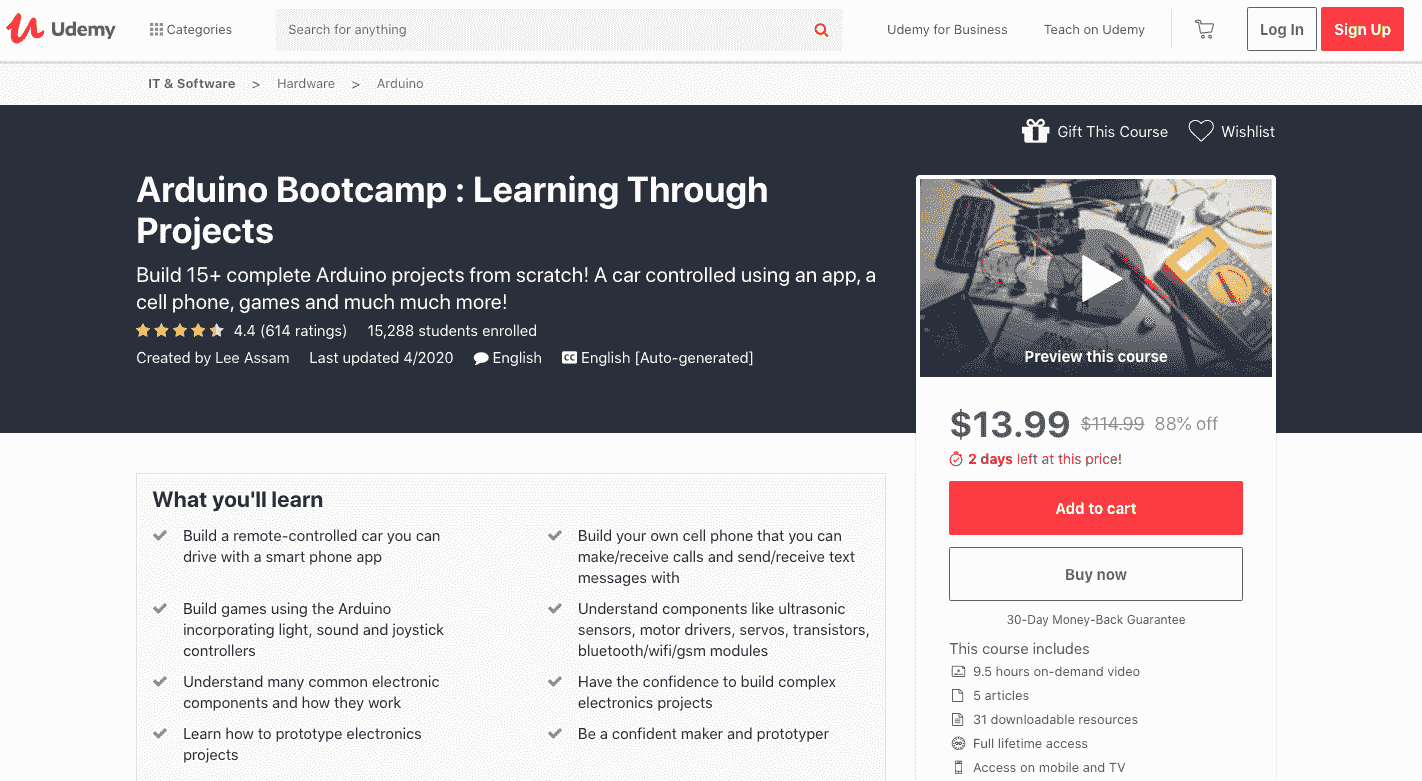 Udemy
Categories
Search for anything
Udemy for Business
Teach on Udemy
Log In
Sign Up
IT & Software > Hardware > Arduino
Gift This Course
Wishlist
Arduino Bootcamp : Learning Through
Projects
Build 15+ complete Arduino projects from scratch! A car controlled using an app, a
cell phone, games and much much more!
4.4 (614 ratings) 15,288 students enrolled
Created by Lee Assam Last updated 4/2020 English CC English [Auto-generated]
Preview this course
$13.99 $114.99 88% off
2 days left at this price!
Add to cart
Buy now
30-Day Money-Back Guarantee
This course includes
9.5 hours on-demand video
5 articles
31 downloadable resources
Full lifetime access
Access on mobile and TV
What you'll learn
Build a remote-controlled car you can
drive with a smart phone app
Build your own cell phone that you can
make/receive calls and send/receive text
messages with
Build games using the Arduino
incorporating light, sound and joystick
controllers
Understand components like ultrasonic
sensors, motor drivers, servos, transistors,
bluetooth/wifi/gsm modules
Understand many common electronic
components and how they work
Have the confidence to build complex
electronics projects
Learn how to prototype electronics
projects
Be a confident maker and prototyper